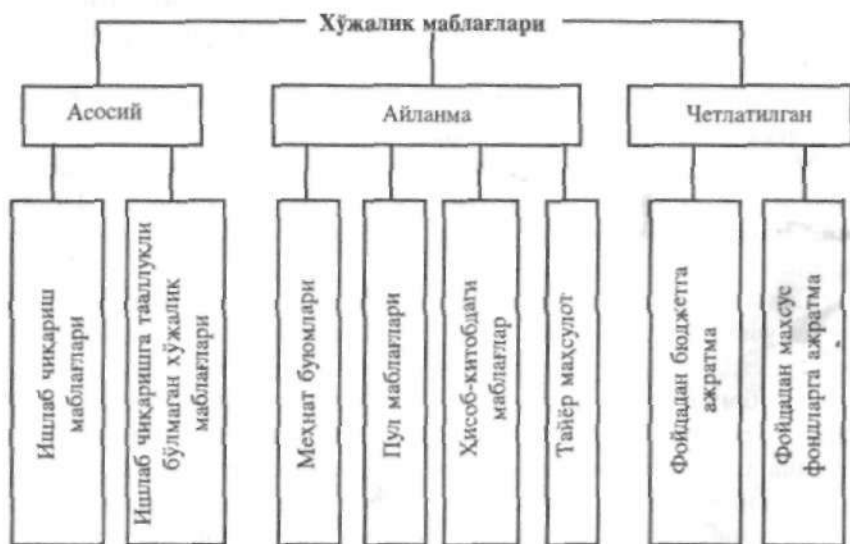 Хўжалик маблағлари
Асосий
Айланма
Четлатилган
Ишлаб чиқариш
маблағлари
Ишлаб чиқаришга тааллуқли
бўлмаган хўжалик
маблағлари
Меҳнат буюмлари
Пул маблағлари
Ҳисоб-китобдаги
маблағлар
Тайёр маҳсулот
Фойдадан бюджетга
ажратма
Фойдадан махсус
фондларга ажратма